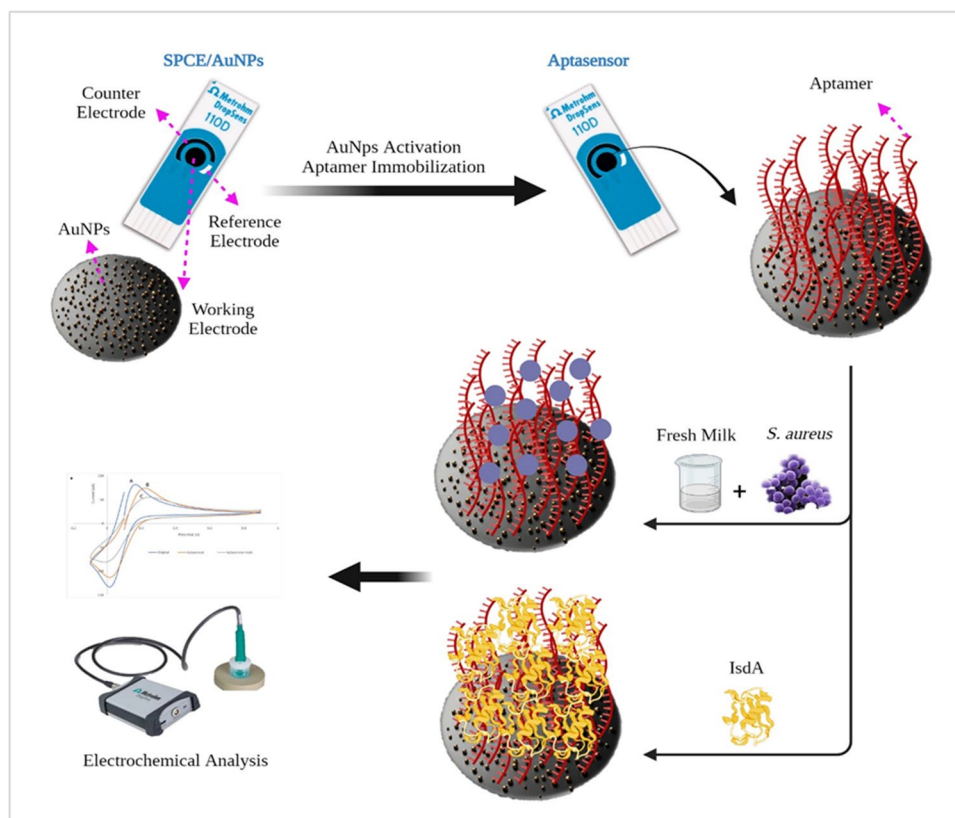 SPCE/AuNPs
Aptasensor
Counter
Electrode
Metrohm
DropSens
110D
AuNps Activation
Aptamer Immobilization
Metrohm
DropSens
110D
Aptamer
AuNPs
Reference
Electrode
Working
Electrode
Fresh Milk
S. aureus
+
A
B
C
Metrohm
IsdA
Electrochemical Analysis